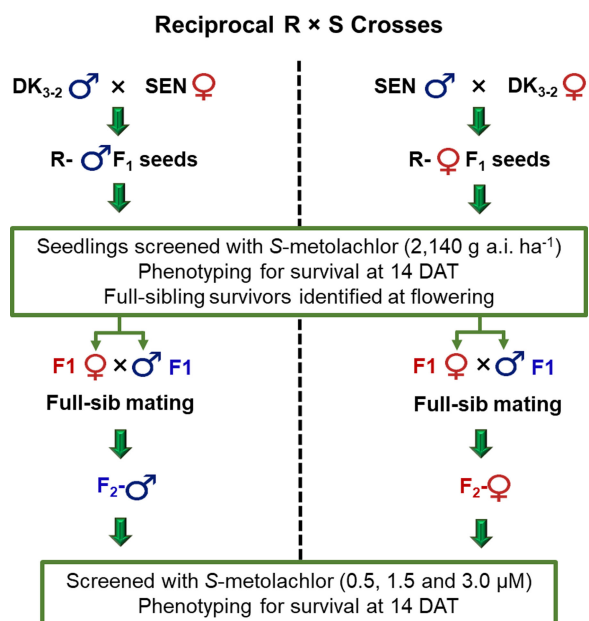 Reciprocal R × S Crosses
DK₃₋₂ ♂ × SEN ♀
SEN ♂ × DK₃₋₂ ♀
R- ♂ F₁ seeds
R- ♀ F₁ seeds
Seedlings screened with S-metolachlor (2,140 g a.i. ha⁻¹)
Phenotyping for survival at 14 DAT
Full-sibling survivors identified at flowering
F1 ♀ × ♂ F1
F1 ♀ × ♂ F1
Full-sib mating
Full-sib mating
F₂-♂
F₂-♀
Screened with S-metolachlor (0.5, 1.5 and 3.0 µM)
Phenotyping for survival at 14 DAT